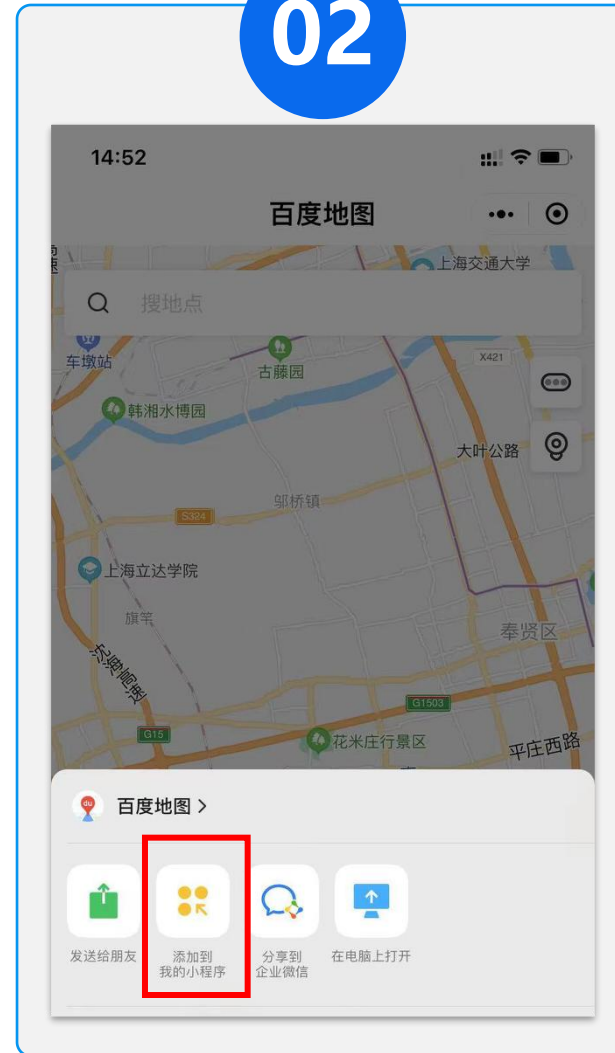 02
14:52
百度地图
上海交通大学
搜地点
车墩站
古藤园
X421
韩湘水博园
大叶公路
邬桥镇
S324
上海立达学院
旗竿
奉贤区
沈海高速
G1503
G15
花米庄行景区
平庄西路
百度地图
发送给朋友
添加到
我的小程序
分享到
企业微信
在电脑上打开